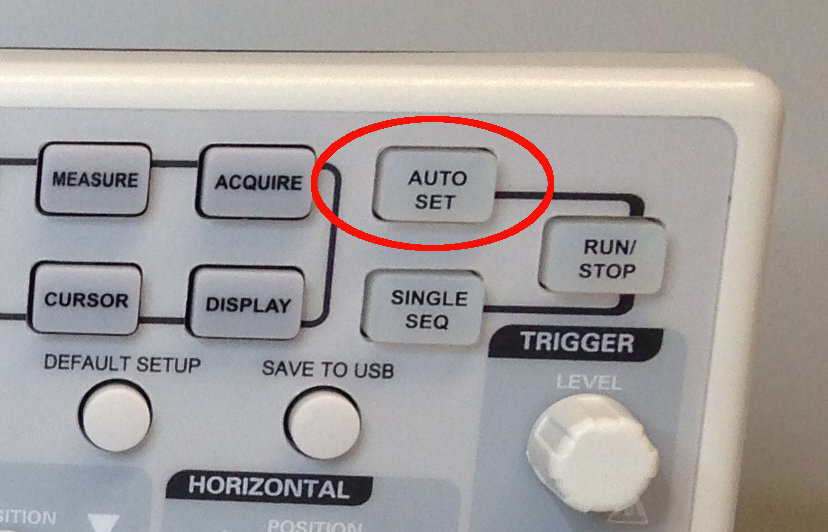 MEASURE
ACQUIRE
AUTO
SET
RUN/
STOP
CURSOR
DISPLAY
SINGLE
SEQ
TRIGGER
DEFAULT SETUP
SAVE TO USB
LEVEL
HORIZONTAL
POSITION